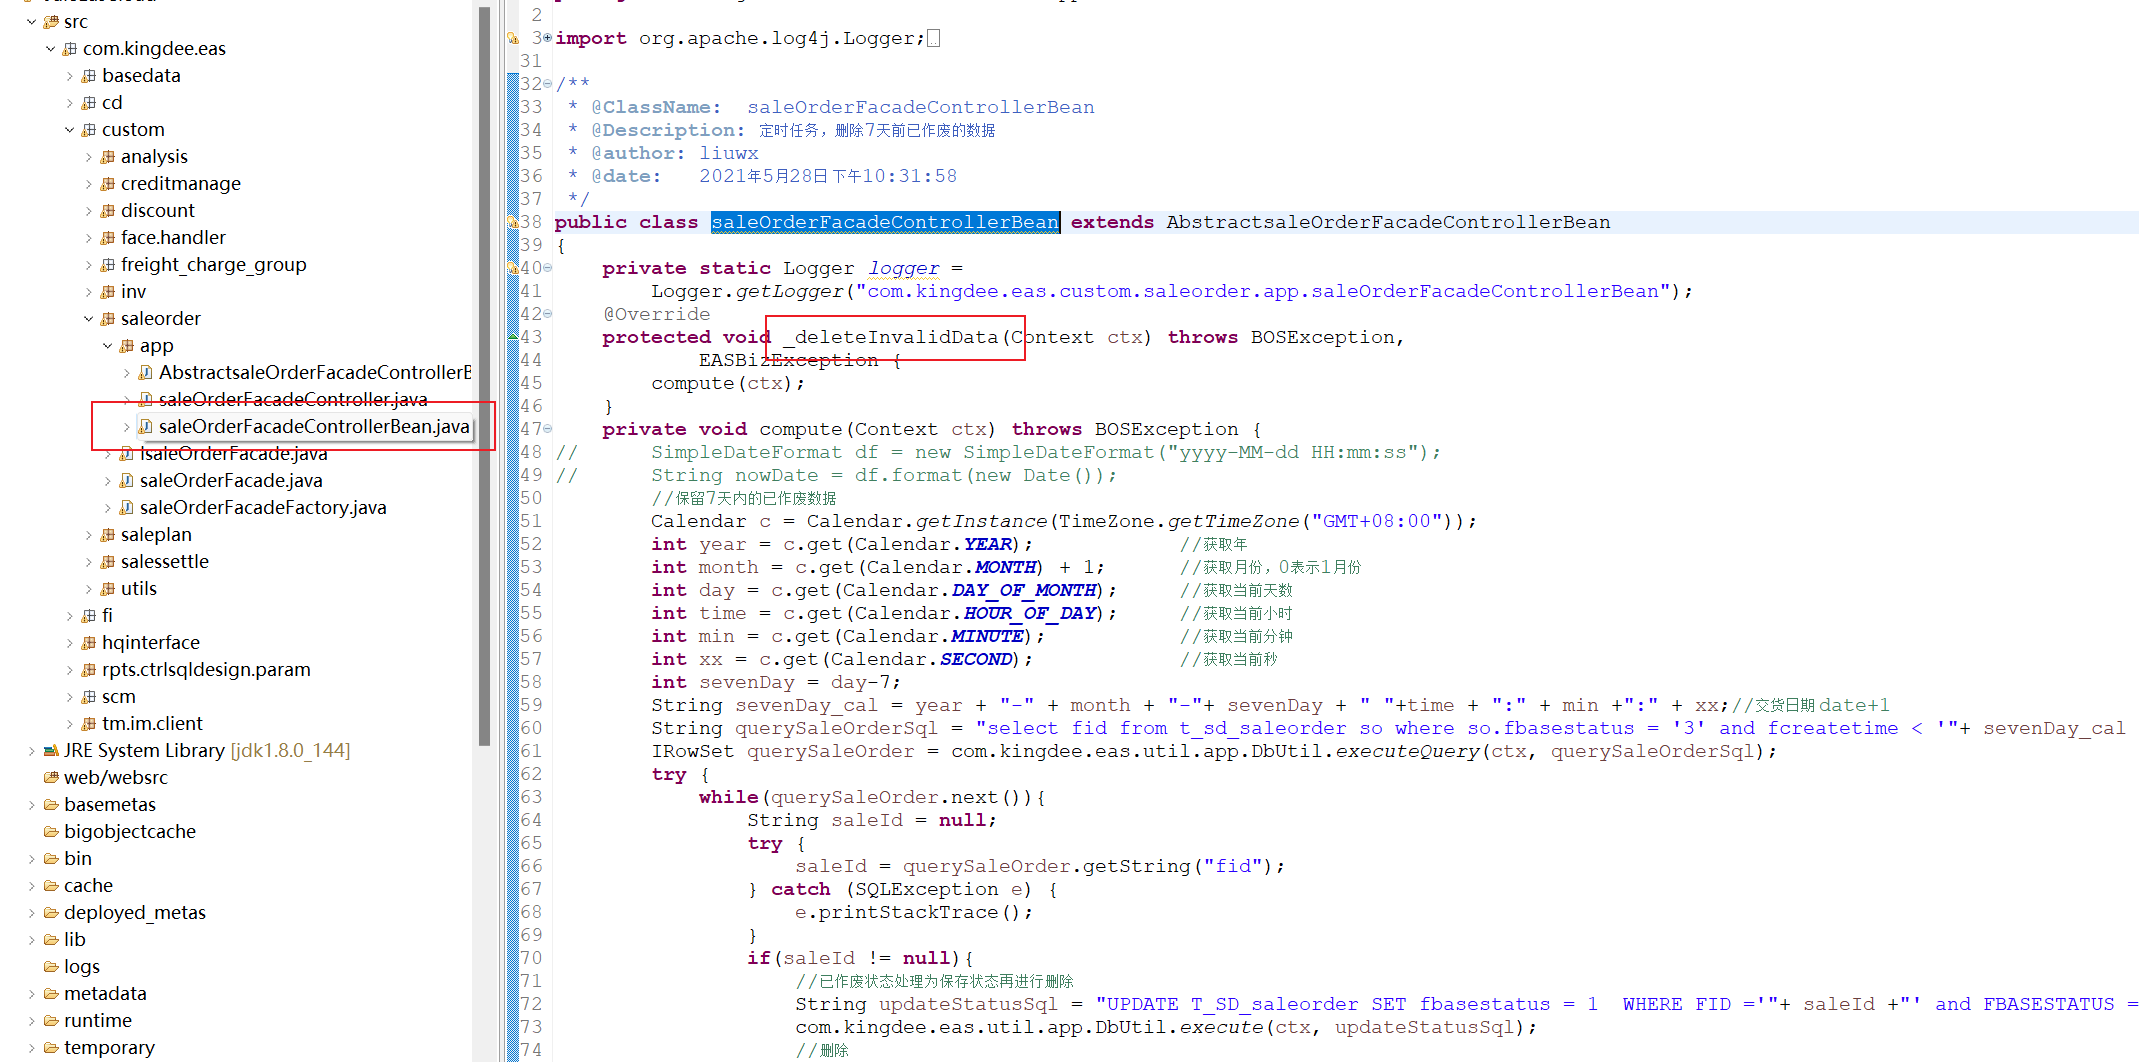 src
com.kingdee.eas
basedata
cd
custom
analysis
creditmanage
discount
face.handler
freight_charge_group
inv
saleorder
app
AbstractsaleOrderFacadeControllerB
saleOrderFacadeController.java
saleOrderFacadeControllerBean.java
IsaleOrderFacade.java
saleOrderFacade.java
saleOrderFacadeFactory.java
saleplan
salessettle
utils
fi
hqinterface
rpts.ctrlsqldesign.param
scm
tm.im.client
JRE System Library [jdk1.8.0_144]
web/websrc
basemetas
bigobjectcache
bin
cache
deployed_metas
lib
logs
metadata
runtime
temporary
2
3 import org.apache.log4j.Logger;
31
32 /**
33  * @ClassName:  saleOrderFacadeControllerBean
34  * @Description: 定时任务，删除7天前已作废的数据
35  * @author: liuwx
36  * @date:   2021年5月28日 下午10:31:58
37  */
38 public class saleOrderFacadeControllerBean extends AbstractsaleOrderFacadeControllerBean
39 {
40     private static Logger logger =
41         Logger.getLogger("com.kingdee.eas.custom.saleorder.app.saleOrderFacadeControllerBean");
42     @Override
43     protected void _deleteInvalidData(Context ctx) throws BOSException,
44             EASBizException {
45         compute(ctx);
46     }
47     private void compute(Context ctx) throws BOSException {
48 //      SimpleDateFormat df = new SimpleDateFormat("yyyy-MM-dd HH:mm:ss");
49 //      String nowDate = df.format(new Date());
50         //保留7天内的已作废数据
51         Calendar c = Calendar.getInstance(TimeZone.getTimeZone("GMT+08:00"));
52         int year = c.get(Calendar.YEAR);            //获取年
53         int month = c.get(Calendar.MONTH) + 1;      //获取月份，0表示1月份
54         int day = c.get(Calendar.DAY_OF_MONTH);     //获取当前天数
55         int time = c.get(Calendar.HOUR_OF_DAY);     //获取当前小时
56         int min = c.get(Calendar.MINUTE);           //获取当前分钟
57         int xx = c.get(Calendar.SECOND);            //获取当前秒
58         int sevenDay = day-7;
59         String sevenDay_cal = year + "-" + month + "-"+ sevenDay + " "+time + ":" + min +":" + xx;//交货日期date+1
60         String querySaleOrderSql = "select fid from t_sd_saleorder so where so.fbasestatus = '3' and fcreatetime < '"+ sevenDay_cal
61         IRowSet querySaleOrder = com.kingdee.eas.util.app.DbUtil.executeQuery(ctx, querySaleOrderSql);
62         try {
63             while(querySaleOrder.next()){
64                 String saleId = null;
65                 try {
66                     saleId = querySaleOrder.getString("fid");
67                 } catch (SQLException e) {
68                     e.printStackTrace();
69                 }
70                 if(saleId != null){
71                     //已作废状态处理为保存状态再进行删除
72                     String updateStatusSql = "UPDATE T_SD_saleorder SET fbasestatus = 1  WHERE FID ='"+ saleId +"' and FBASESTATUS =
73                     com.kingdee.eas.util.app.DbUtil.execute(ctx, updateStatusSql);
74                     //删除